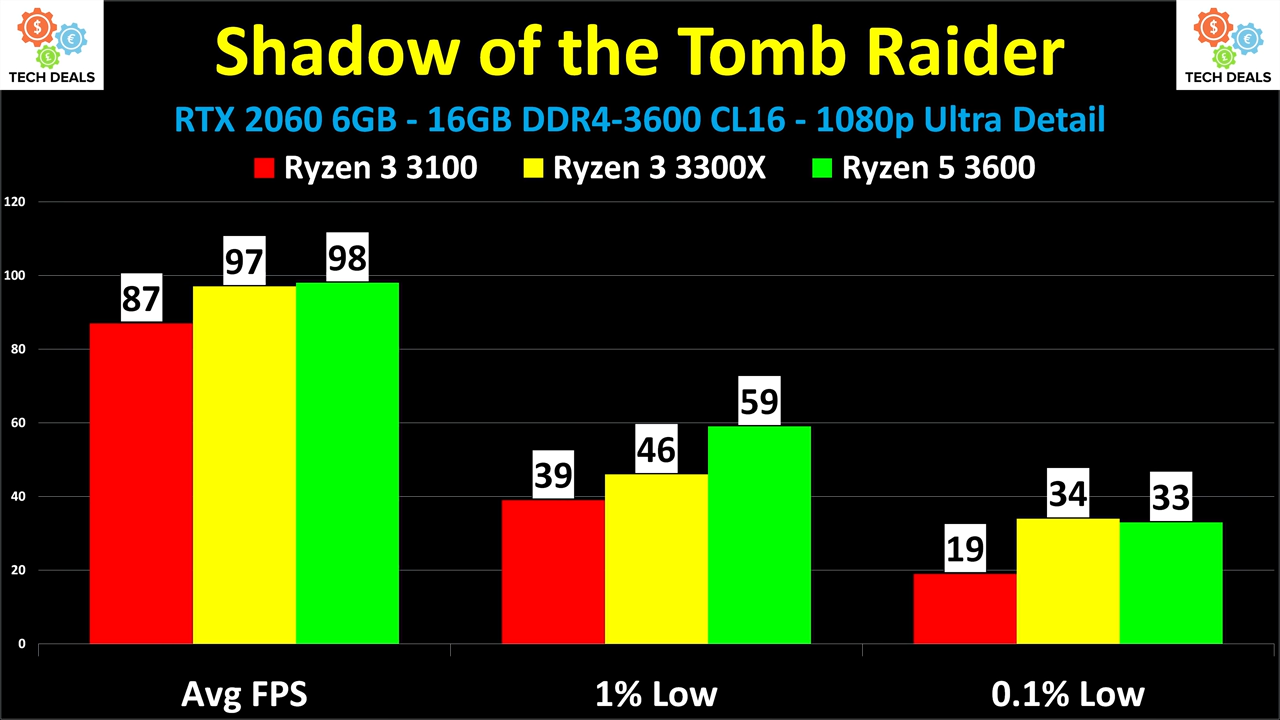 TECH DEALS
Shadow of the Tomb Raider
TECH DEALS
RTX 2060 6GB - 16GB DDR4-3600 CL16 - 1080p Ultra Detail
Ryzen 3 3100 Ryzen 3 3300X Ryzen 5 3600
120
100
80
60
40
20
0
87
97
98
39
46
59
19
34
33
Avg FPS 1% Low 0.1% Low